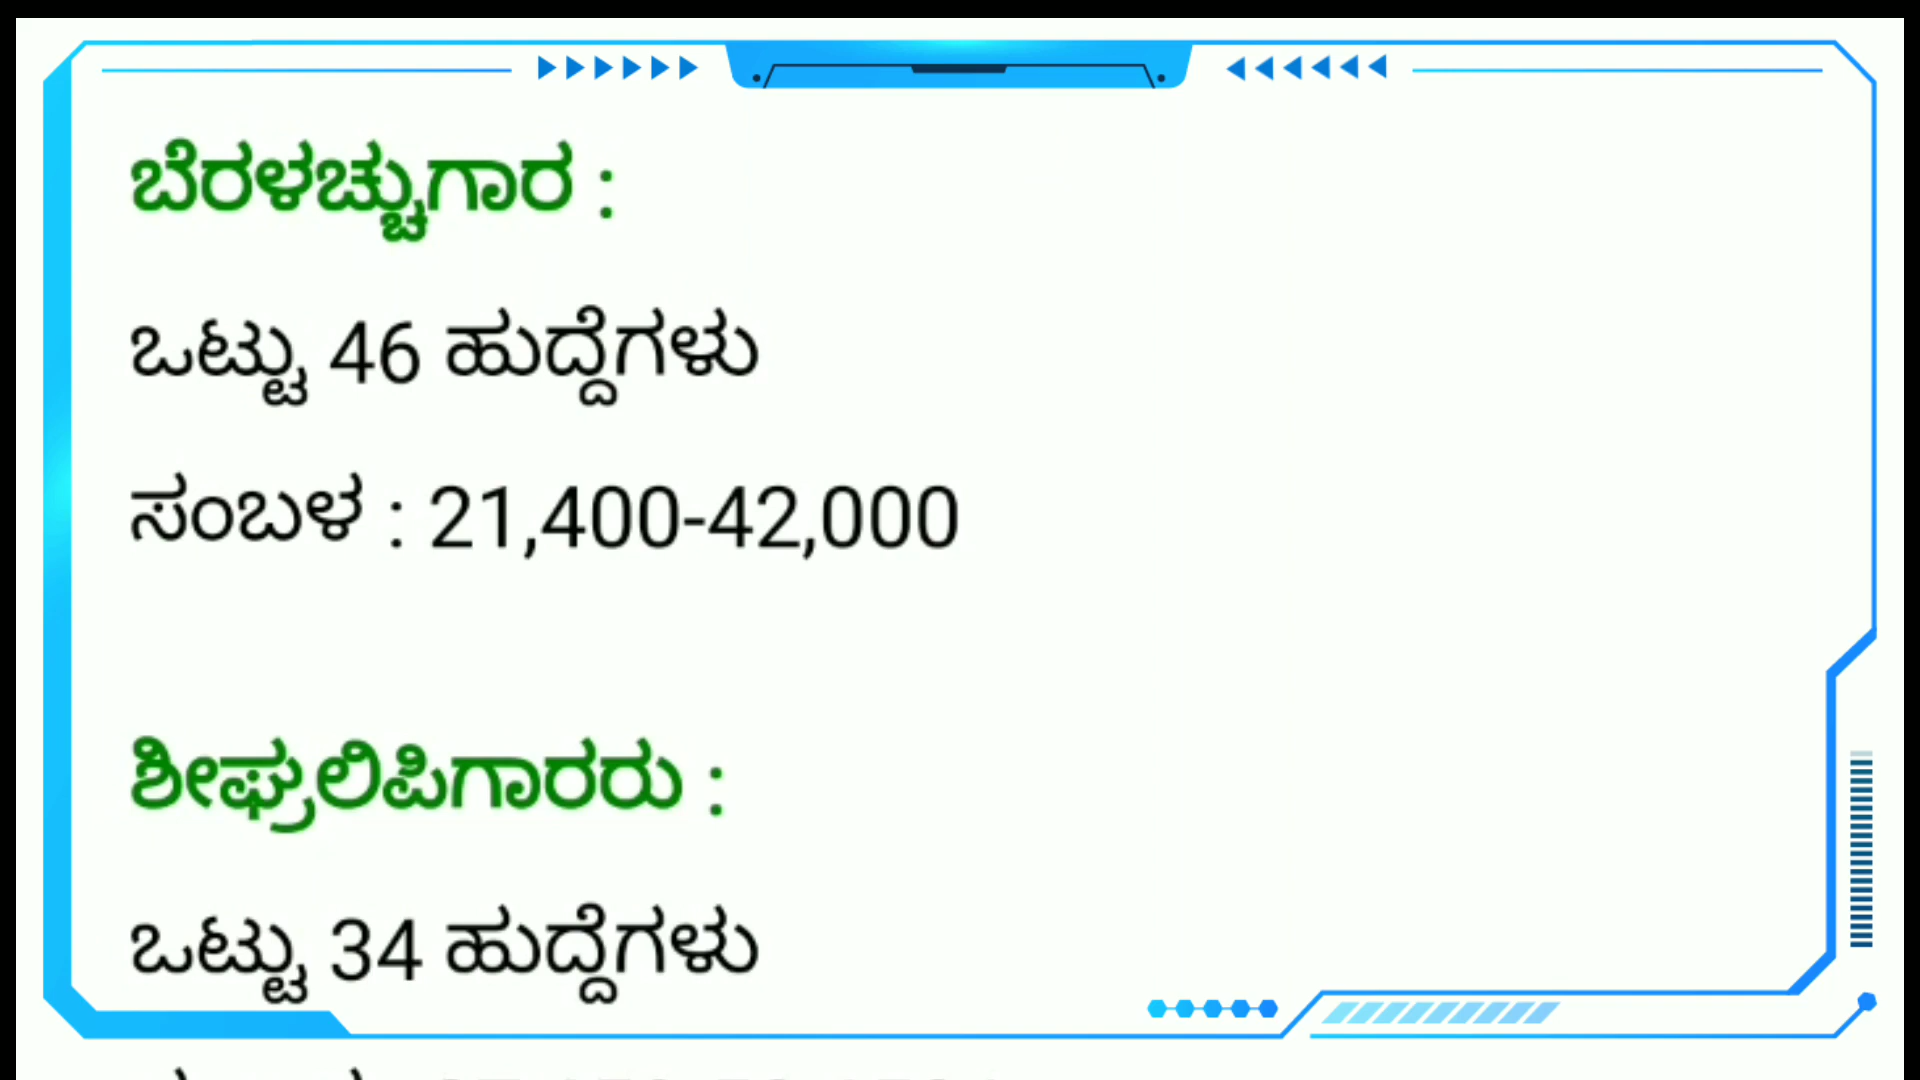 ಬೆರಳಚ್ಚುಗಾರ :
ಒಟ್ಟು 46 ಹುದ್ದೆಗಳು
ಸಂಬಳ : 21,400-42,000
ಶೀಘ್ರಲಿಪಿಗಾರರು :
ಒಟ್ಟು 34 ಹುದ್ದೆಗಳು